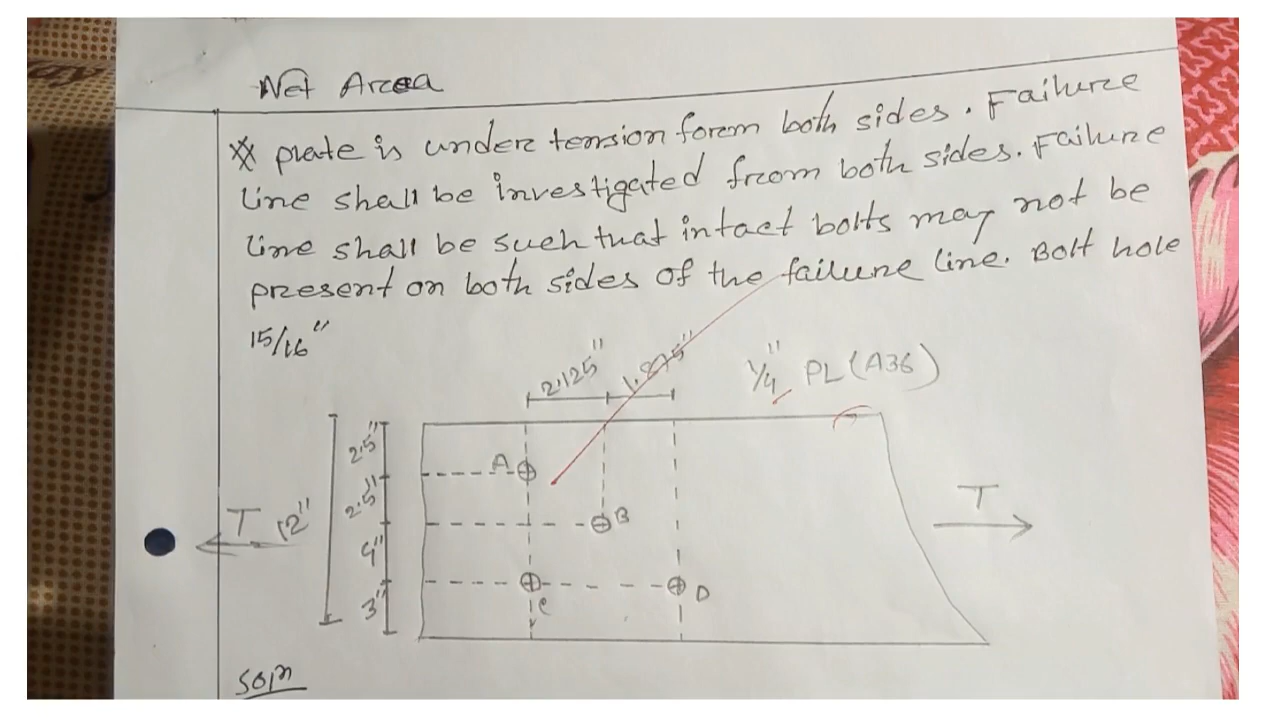 Net Area
※ plate is under tension form both sides. Failure
line shall be investigated from both sides. Failure
line shall be such that intact bolts may not be
present on both sides of the failure line. Bolt hole
15/16"
2.125" 1.875" 1/4" PL (A36)
2.5"
A
2.5"
T 12" B T
4"
3" C D
Soln